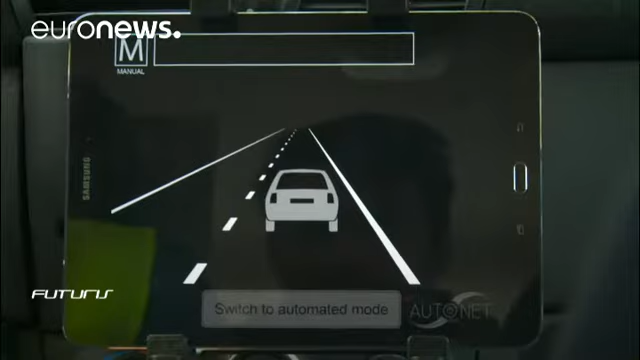 euronews.
M
MANUAL
SAMSUNG
FUTURIS
Switch to automated mode
AUTONET